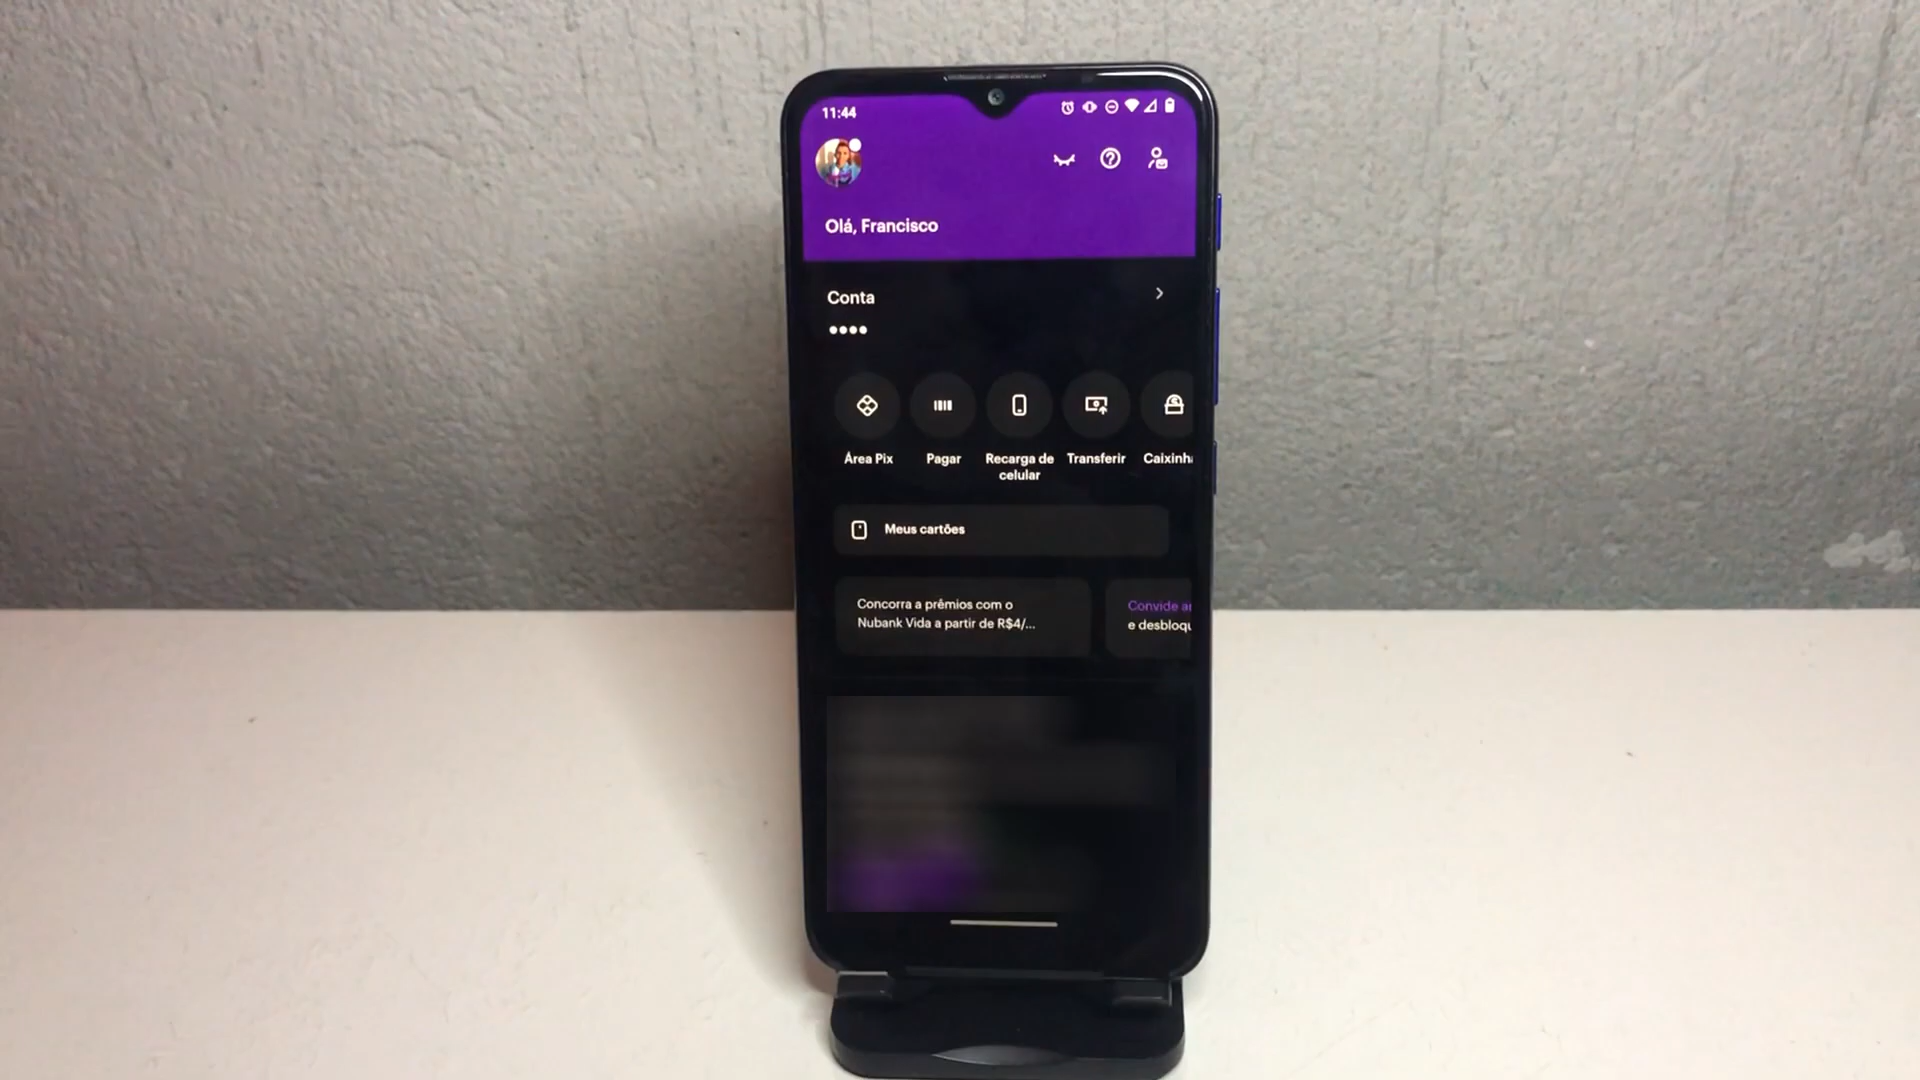 11:44
Olá, Francisco
Conta
Área Pix
Pagar
Recarga de
celular
Transferir
Caixinh
Meus cartões
Concorra a prêmios com o
Nubank Vida a partir de R$4/...
Convide
e desbloqu